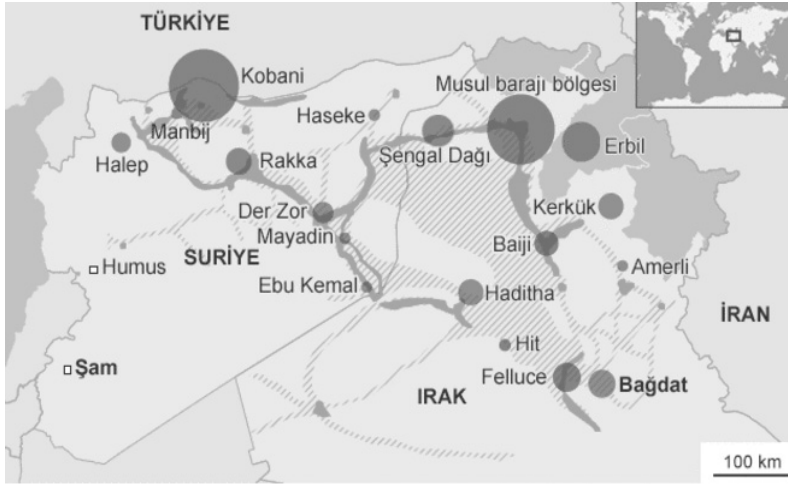 TÜRKİYE
Kobani
Musul barajı bölgesi
Haseke
Manbij
Halep
Rakka
Şengal Dağı
Erbil
Der Zor
Kerkük
Mayadin
Baiji
SURİYE
Humus
Ebu Kemal
Haditha
Amerli
İRAN
Hit
Şam
Felluce
Bağdat
IRAK
100 km